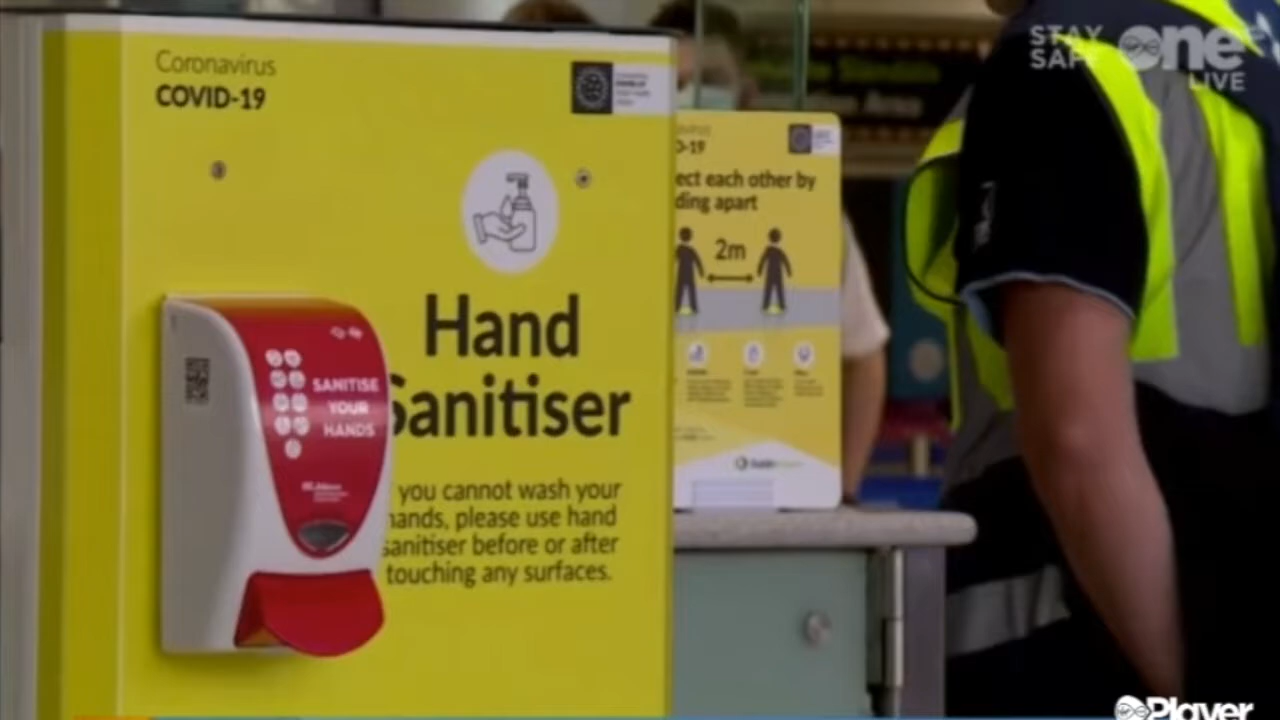 Coronavirus
COVID-19
Hand
Sanitiser
you cannot wash your
hands, please use hand
sanitiser before or after
touching any surfaces.
SANITISE
YOUR
HANDS
D-19
ect each other by
ding apart
2m
STAY
SAFE
one
LIVE
Player